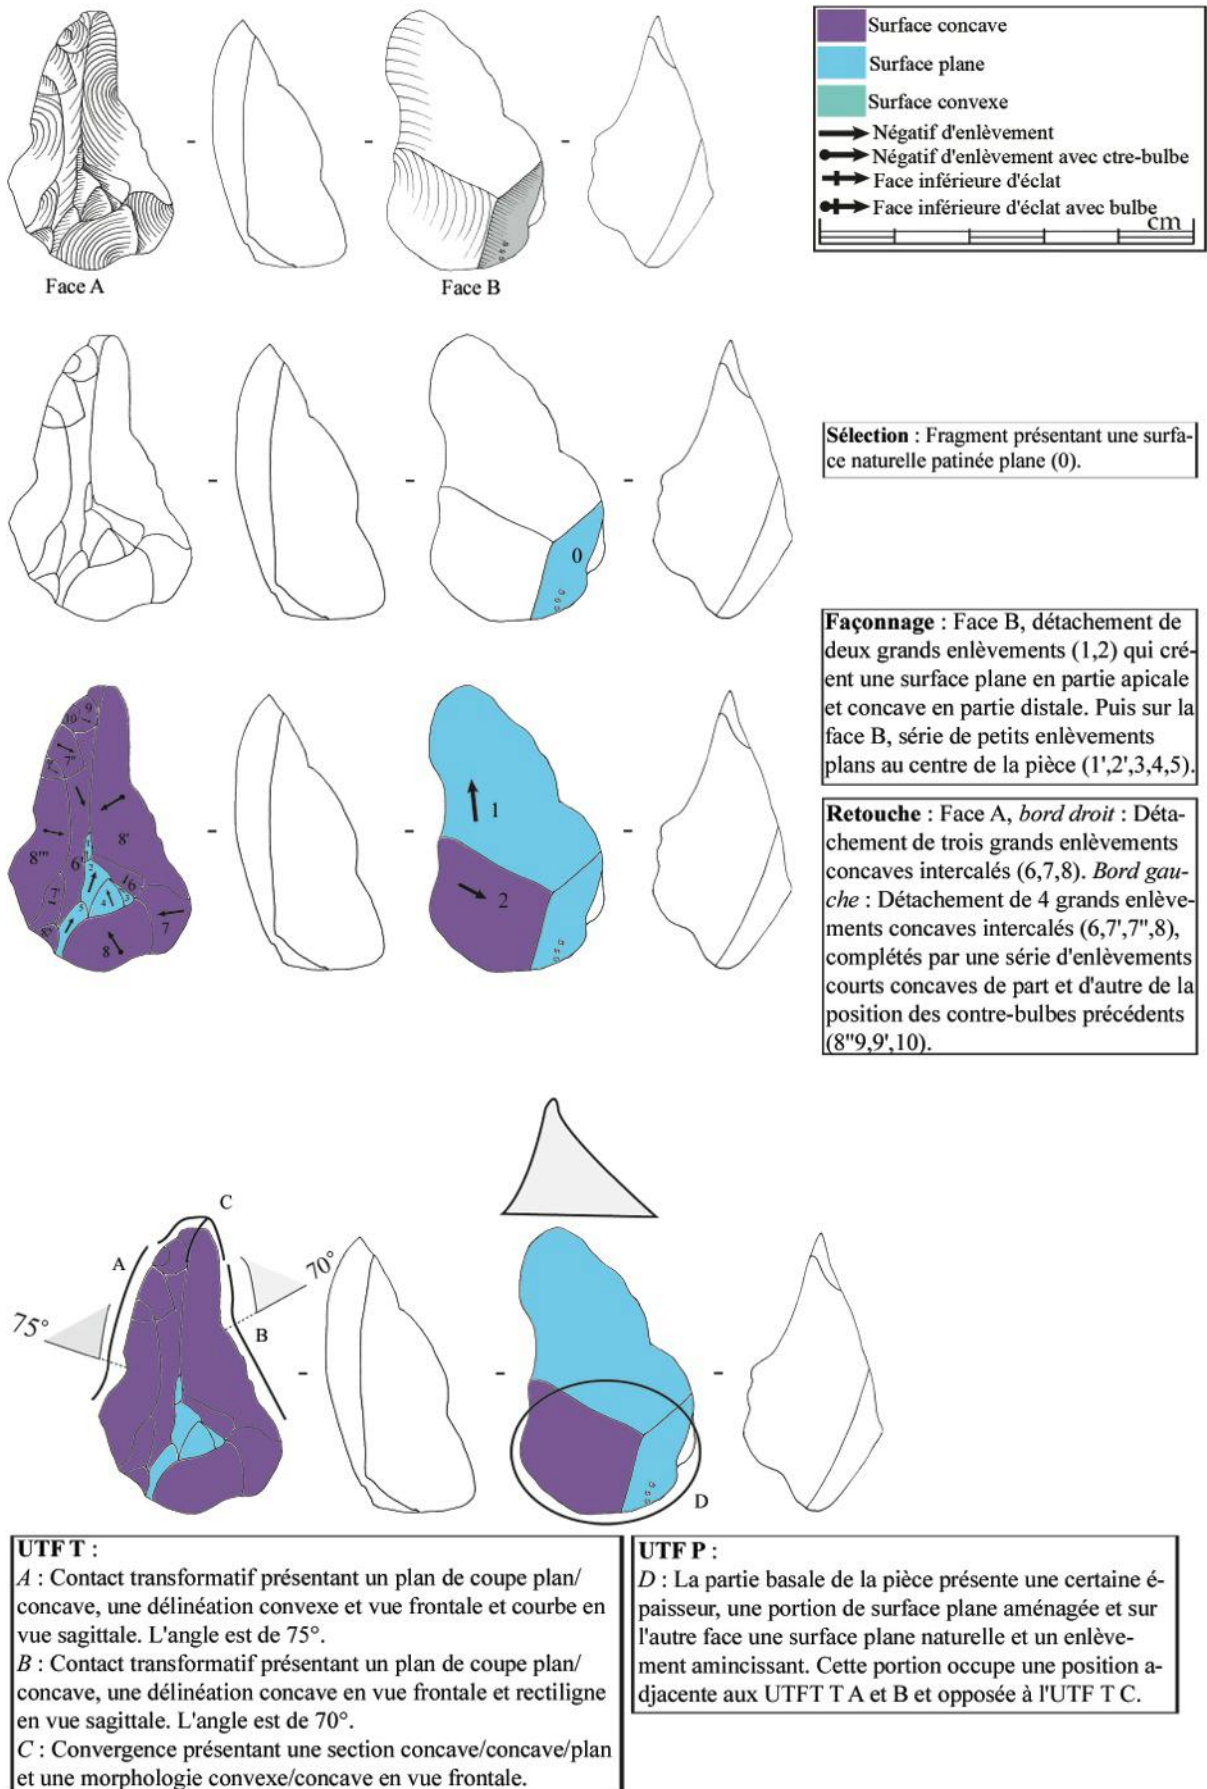 Surface concave
Surface plane
Surface convexe
Négatif d'enlèvement
Négatif d'enlèvement avec ctre-bulbe
Face inférieure d'éclat
Face inférieure d'éclat avec bulbe
cm
Face A
Face B
Sélection : Fragment présentant une surfa-
ce naturelle patinée plane (0).
0
Façonnage : Face B, détachement de
deux grands enlèvements (1,2) qui cré-
ent une surface plane en partie apicale
et concave en partie distale. Puis sur la
face B, série de petits enlèvements
plans au centre de la pièce (1',2',3,4,5).
Retouche : Face A, bord droit : Déta-
chement de trois grands enlèvements
concaves intercalés (6,7,8). Bord gau-
che : Détachement de 4 grands enlève-
ments concaves intercalés (6,7',7",8),
complétés par une série d'enlèvements
courts concaves de part et d'autre de la
position des contre-bulbes précédents
(8"9,9',10).
9
10
7'
8'
8'''
6'
2
16
3
4
5
7
8
1
2
C
A
70°
75°
B
D
UTF T :
A : Contact transformatif présentant un plan de coupe plan/
concave, une délinéation convexe et vue frontale et courbe en
vue sagittale. L'angle est de 75°.
B : Contact transformatif présentant un plan de coupe plan/
concave, une délinéation concave en vue frontale et rectiligne
en vue sagittale. L'angle est de 70°.
C : Convergence présentant une section concave/concave/plan
et une morphologie convexe/concave en vue frontale.
UTF P :
D : La partie basale de la pièce présente une certaine é-
paisseur, une portion de surface plane aménagée et sur
l'autre face une surface plane naturelle et un enlève-
ment amincissant. Cette portion occupe une position a-
djacente aux UTFT T A et B et opposée à l'UTF T C.